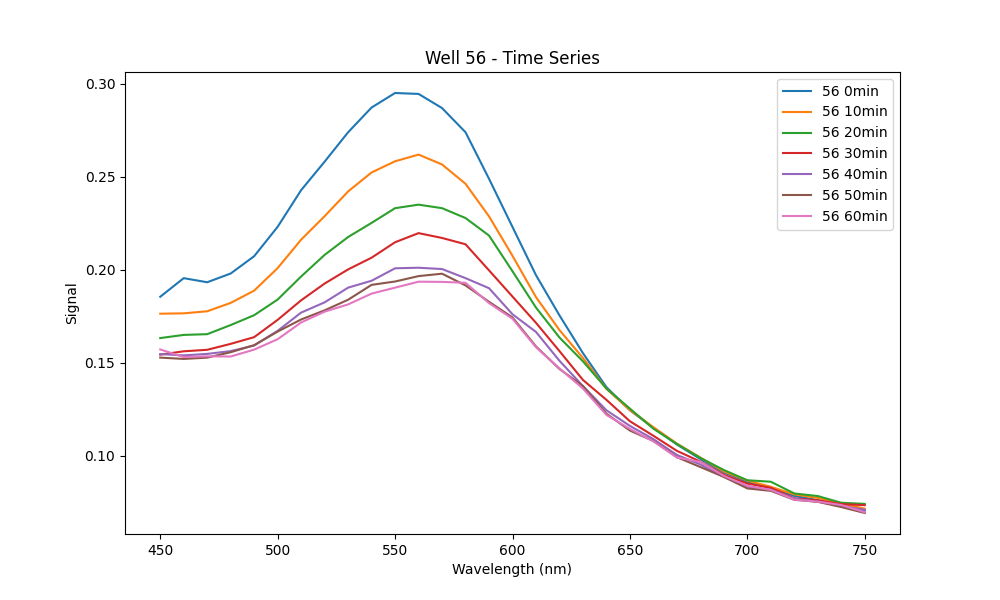 Well 56 - Time Series
Signal
0.30
0.25
0.20
0.15
0.10
450 500 550 600 650 700 750
Wavelength (nm)
56 0min
56 10min
56 20min
56 30min
56 40min
56 50min
56 60min